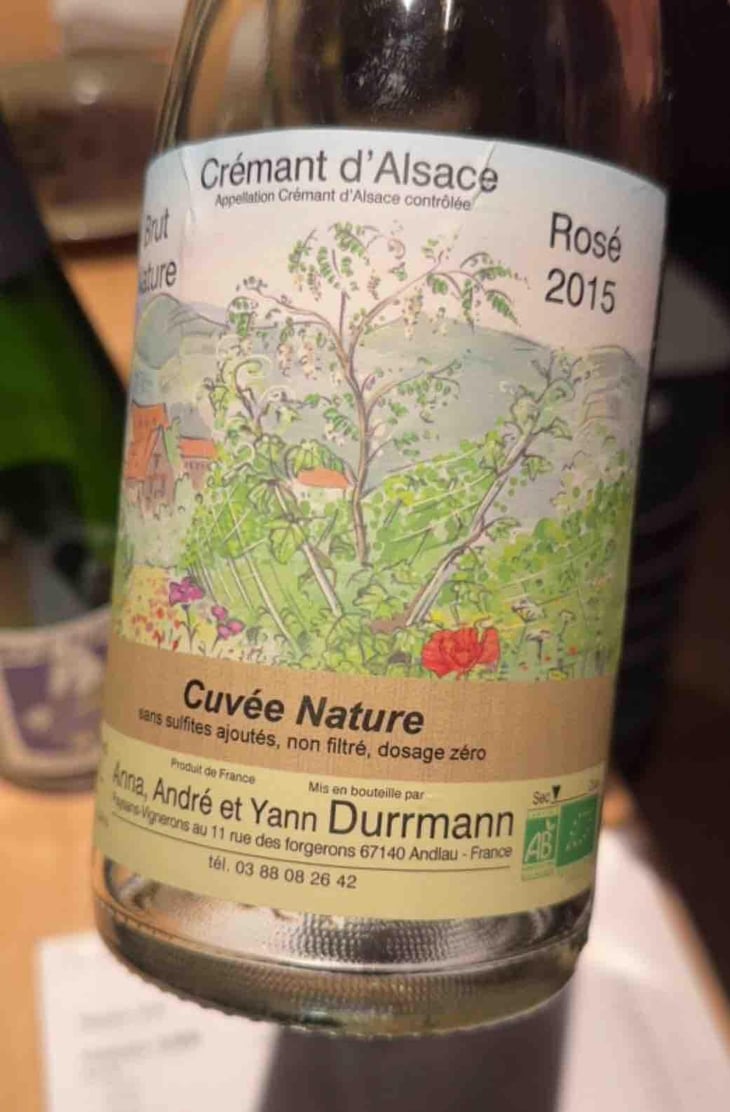 Crémant d'Alsace
Appellation Crémant d'Alsace contrôlée
Brut
Nature
Rosé
2015
Cuvée Nature
sans sulfites ajoutés, non filtré, dosage zéro
Produit de France
Mis en bouteille par
Anna, André et Yann Durrmann
Paysans-Vignerons au 11 rue des forgerons 67140 Andlau - France
tél. 03 88 08 26 42
Sec
AB